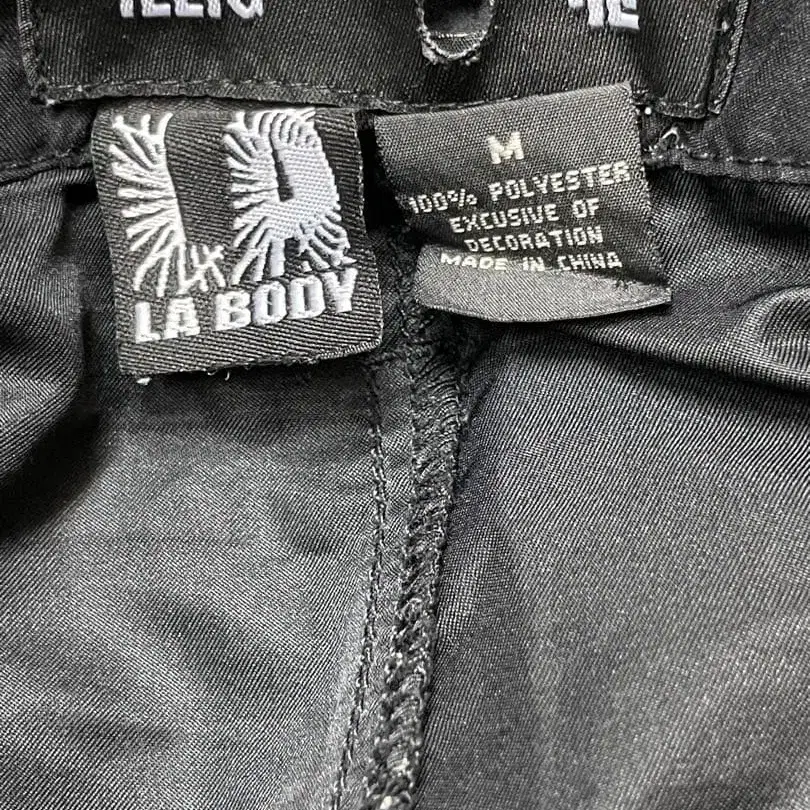 LA BODY
M
100% POLYESTER
EXCUSIVE OF
DECORATION
MADE IN CHINA